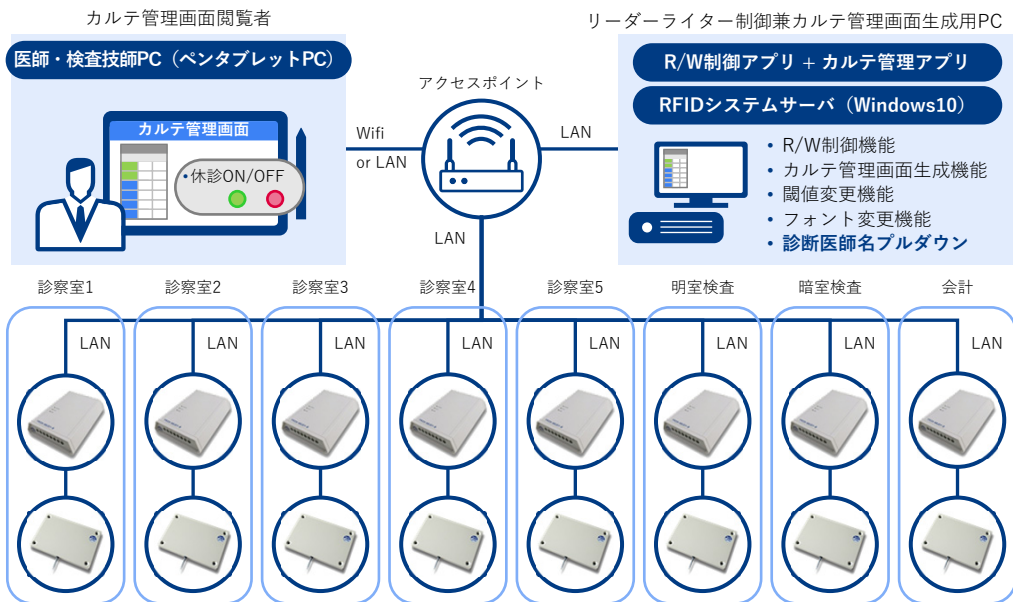 カルテ管理画面閲覧者
医師・検査技師PC（ペンタブレットPC）
カルテ管理画面
・休診ON/OFF
Wifi
or LAN
アクセスポイント
LAN
LAN
リーダーライター制御兼カルテ管理画面生成用PC
R/W制御アプリ + カルテ管理アプリ
RFIDシステムサーバ（Windows10）
・R/W制御機能
・カルテ管理画面生成機能
・閾値変更機能
・フォント変更機能
・診断医師名プルダウン
診察室1
診察室2
診察室3
診察室4
診察室5
明室検査
暗室検査
会計
LAN
LAN
LAN
LAN
LAN
LAN
LAN
LAN